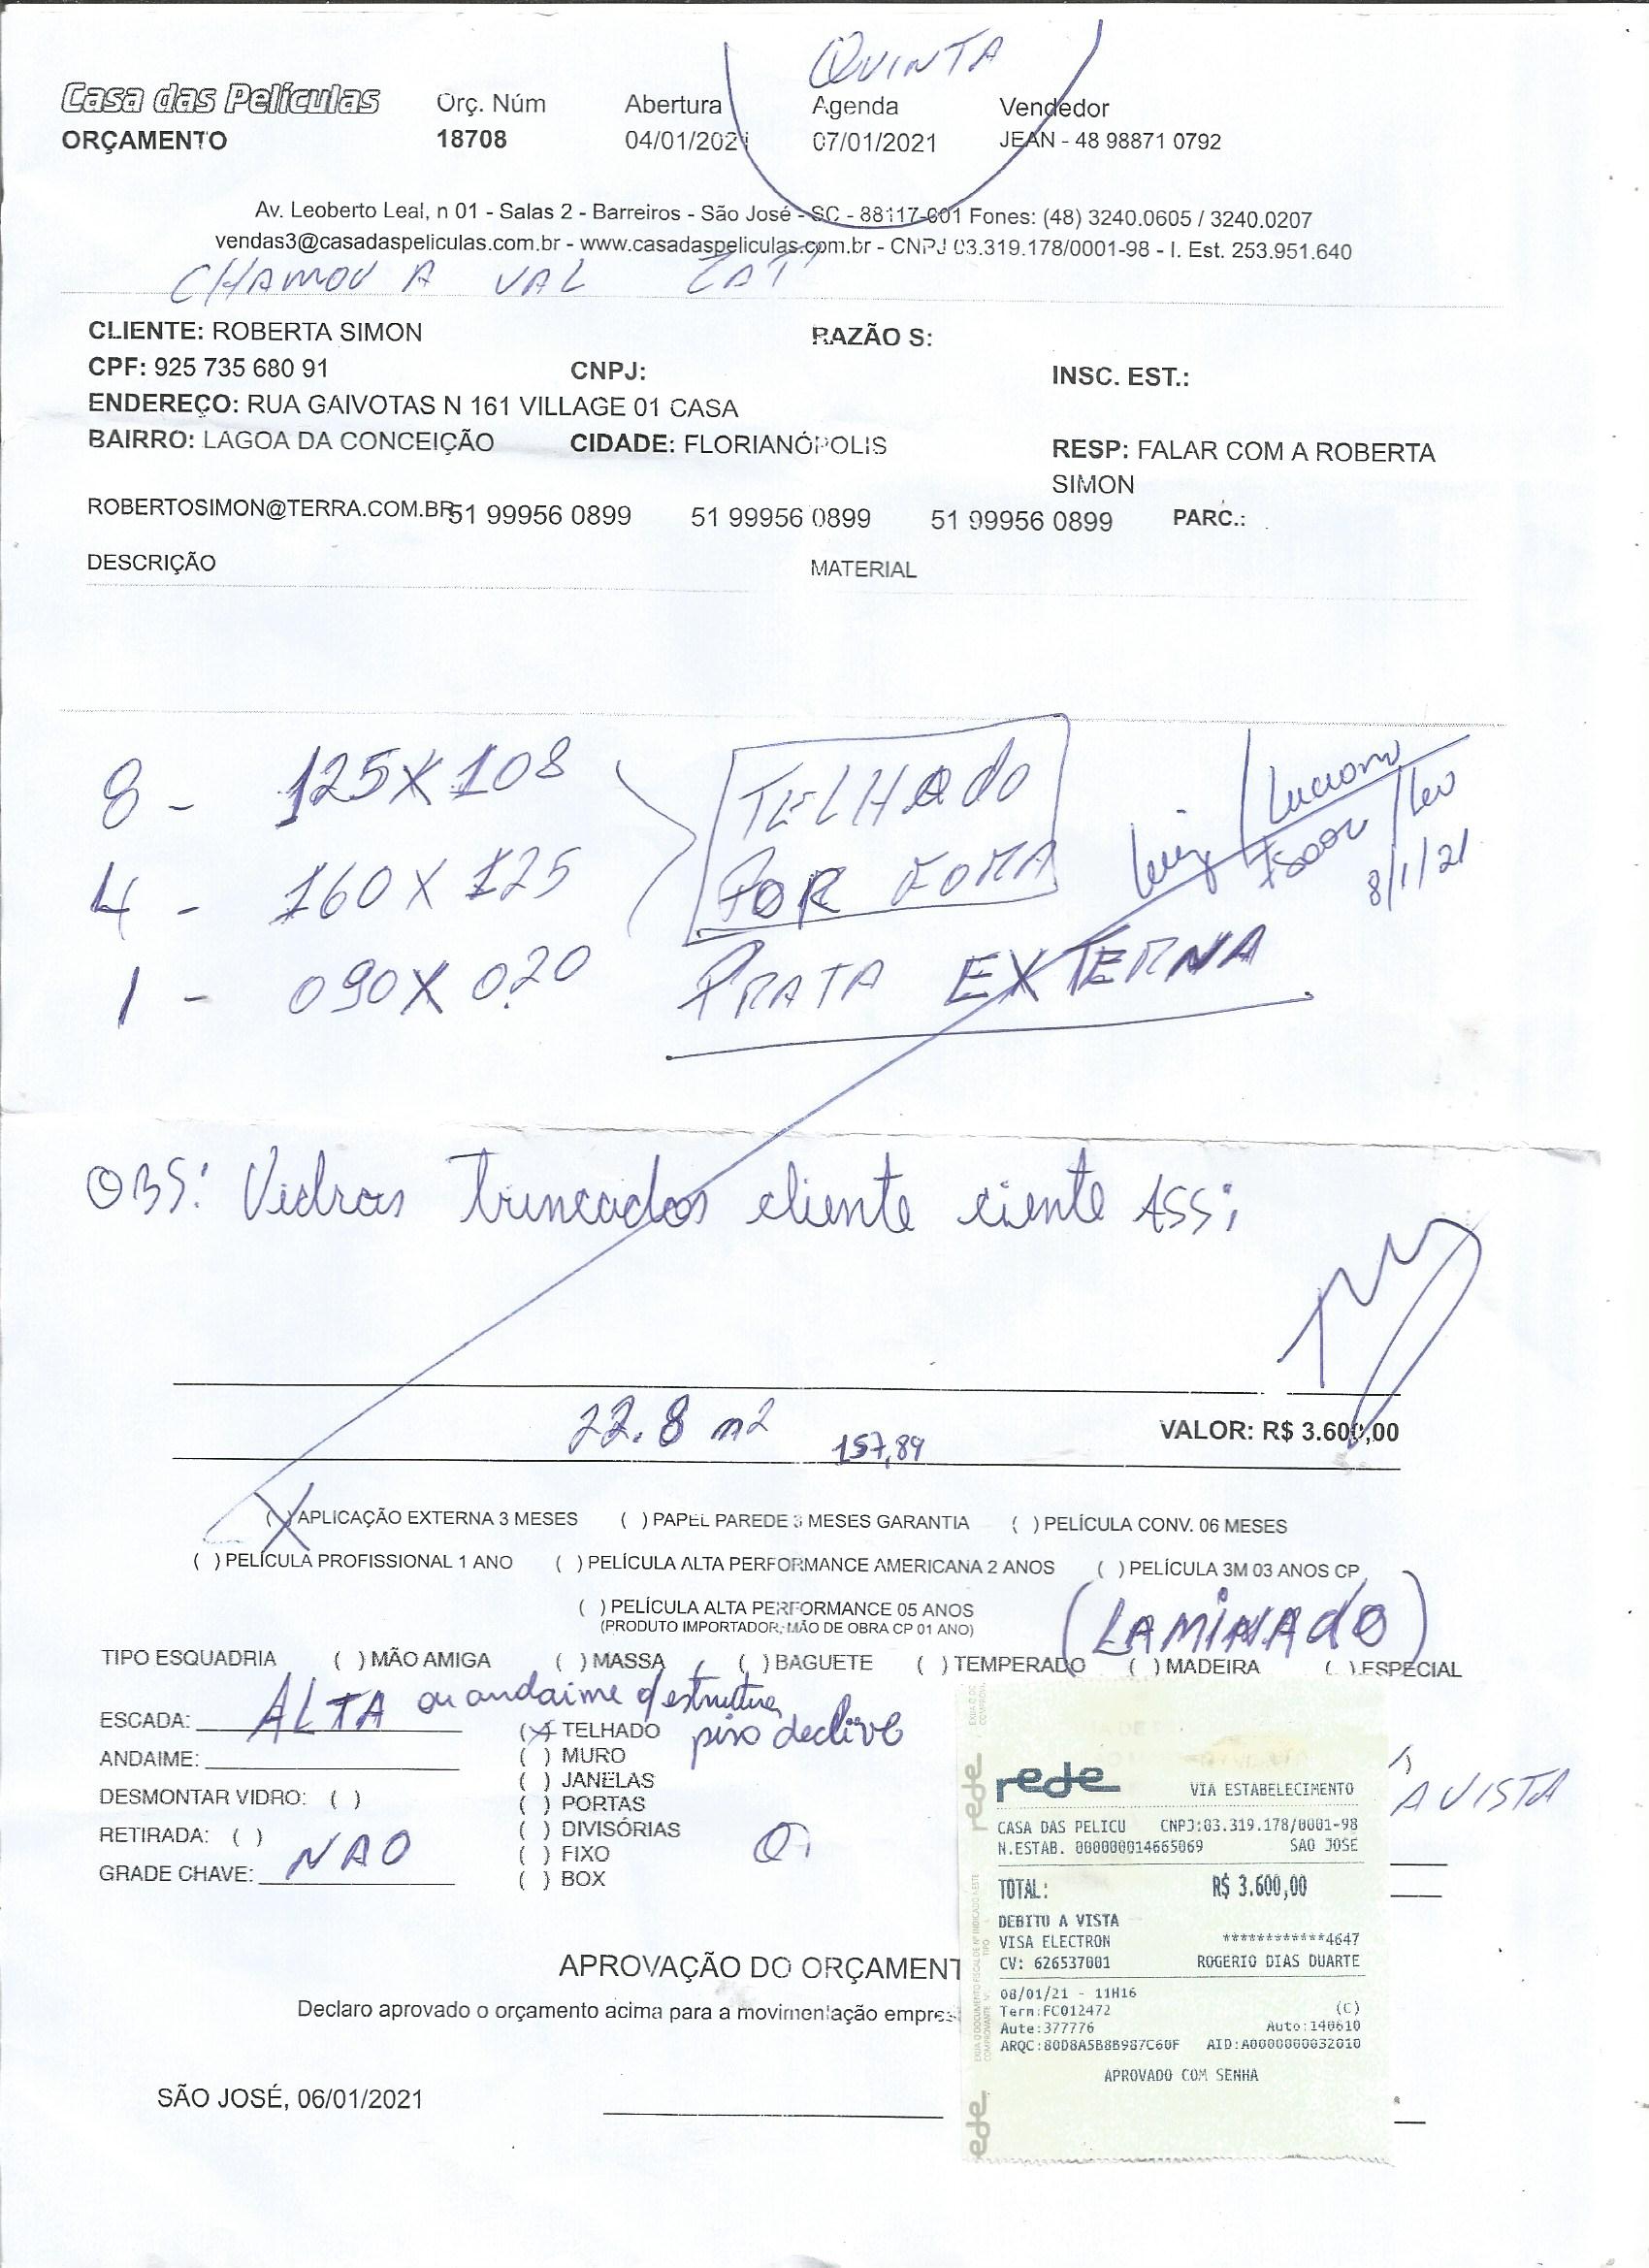 QUINTA
Casa das Películas Orç. Núm Abertura Agenda Vendedor
ORÇAMENTO 18708 04/01/2021 07/01/2021 JEAN - 48 98871 0792
Av. Leoberto Leal, n 01 - Salas 2 - Barreiros - São José - SC - 88117-001 Fones: (48) 3240.0605 / 3240.0207
vendas3@casadaspeliculas.com.br - www.casadaspeliculas.com.br - CNPJ 03.319.178/0001-98 - I. Est. 253.951.640
CHAMOU A VAL
CLIENTE: ROBERTA SIMON RAZÃO S:
CPF: 925 735 680 91 CNPJ: INSC. EST.:
ENDEREÇO: RUA GAIVOTAS N 161 VILLAGE 01 CASA
BAIRRO: LAGOA DA CONCEIÇÃO CIDADE: FLORIANÓPOLIS RESP: FALAR COM A ROBERTA
SIMON
ROBERTOSIMON@TERRA.COM.BR 51 99956 0899 51 99956 0899 51 99956 0899 PARC.:
DESCRIÇÃO MATERIAL
8 - 125X108 TELHAdo Luciano
4 - 160X125 POR FORA Isaac / Leo
8/1/21
1 - 090X020 PRATA EXTERNA
OBS: Vidros Trincados cliente ciente ASS:
22.8 m2 157,89 VALOR: R$ 3.600,00
(X) APLICAÇÃO EXTERNA 3 MESES ( ) PAPEL PAREDE 3 MESES GARANTIA ( ) PELÍCULA CONV. 06 MESES
( ) PELÍCULA PROFISSIONAL 1 ANO ( ) PELÍCULA ALTA PERFORMANCE AMERICANA 2 ANOS ( ) PELÍCULA 3M 03 ANOS CP
( ) PELÍCULA ALTA PERFORMANCE 05 ANOS
(PRODUTO IMPORTADOR, MÃO DE OBRA CP 01 ANO)
(LAMINAdO)
TIPO ESQUADRIA ( ) MÃO AMIGA ( ) MASSA ( ) BAGUETE ( ) TEMPERADO ( ) MADEIRA ( ) ESPECIAL
ESCADA: ALTA ou andaime p/ estrutura
(X) TELHADO piso declive
ANDAIME: ( ) MURO
( ) JANELAS
DESMONTAR VIDRO: ( ) ( ) PORTAS
RETIRADA: ( ) ( ) DIVISÓRIAS
( ) FIXO
GRADE CHAVE: NAO ( ) BOX
A VISTA
rede VIA ESTABELECIMENTO
CASA DAS PELICU CNPJ:03.319.178/0001-98
N.ESTAB. 000000014665069 SAO JOSE
TOTAL: R$ 3.600,00
DEBITO A VISTA
VISA ELECTRON ************4647
CV: 626537001 ROGERIO DIAS DUARTE
08/01/21 - 11H16
Term:FC012472 (C)
Aute:377776 Auto:140610
ARQC:80D8A5B8B987C60F AID:A0000000032010
APROVADO COM SENHA
rede
rede
APROVAÇÃO DO ORÇAMENT
Declaro aprovado o orçamento acima para a movimentação empres
SÃO JOSÉ, 06/01/2021